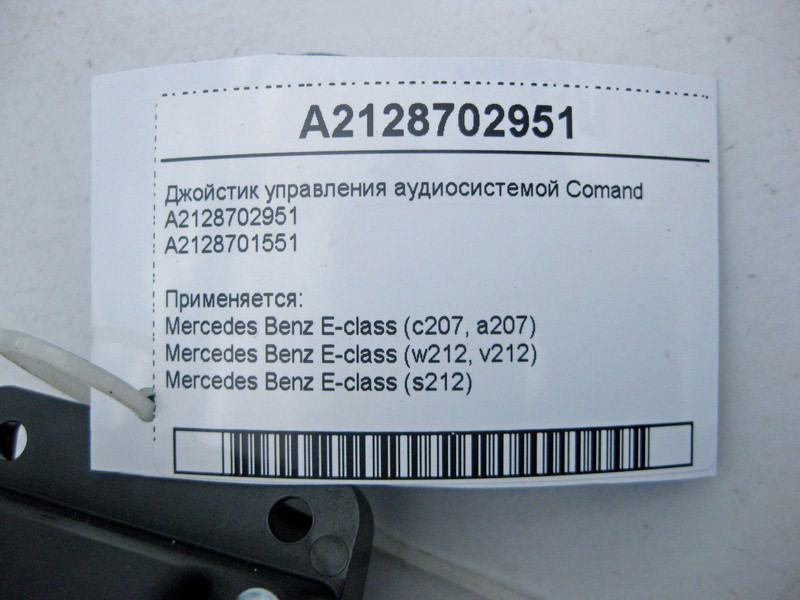 A2128702951
Джойстик управления аудиосистемой Comand
A2128702951
A2128701551
Применяется:
Mercedes Benz E-class (c207, a207)
Mercedes Benz E-class (w212, v212)
Mercedes Benz E-class (s212)